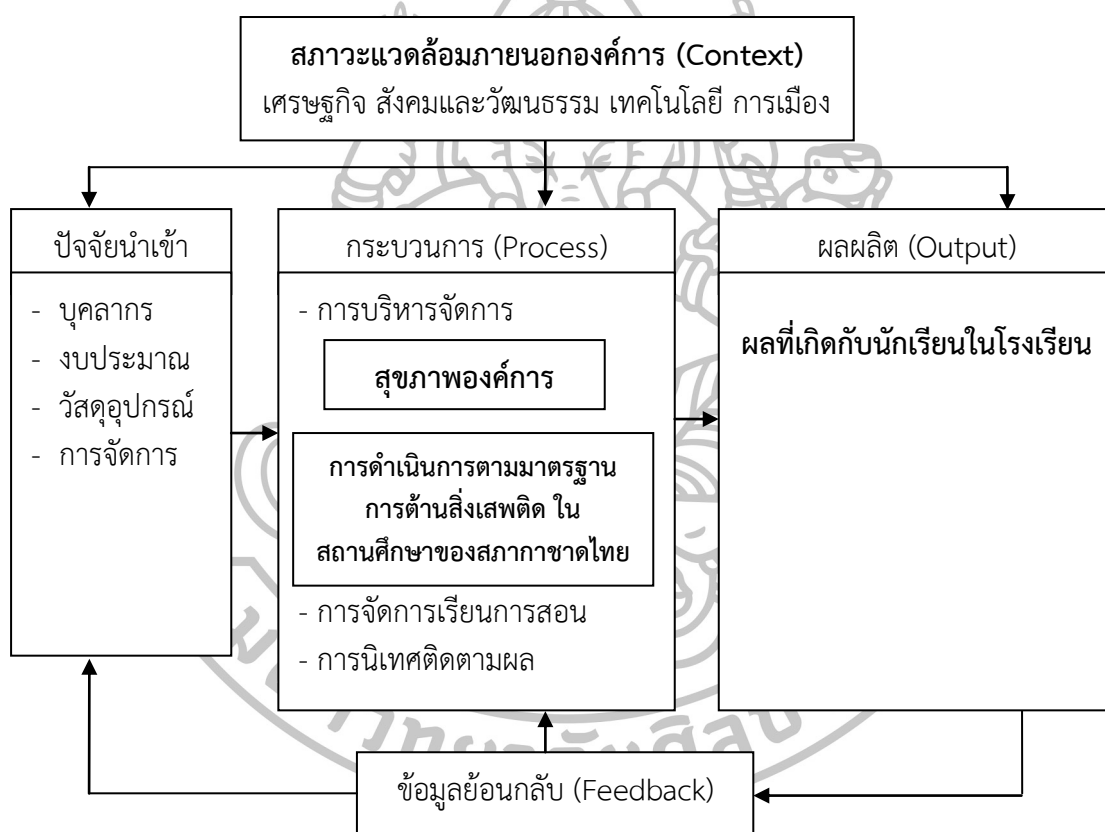 สภาวะแวดล้อมภายนอกองค์การ (Context)
เศรษฐกิจ สังคมและวัฒนธรรม เทคโนโลยี การเมือง
ปัจจัยนำเข้า
- บุคลากร
- งบประมาณ
- วัสดุอุปกรณ์
- การจัดการ
กระบวนการ (Process)
- การบริหารจัดการ
สุขภาพองค์การ
การดำเนินการตามมาตรฐาน
การต้านสิ่งเสพติด ใน
สถานศึกษาของสภากาชาดไทย
- การจัดการเรียนการสอน
- การนิเทศติดตามผล
ผลผลิต (Output)
ผลที่เกิดกับนักเรียนในโรงเรียน
ข้อมูลย้อนกลับ (Feedback)